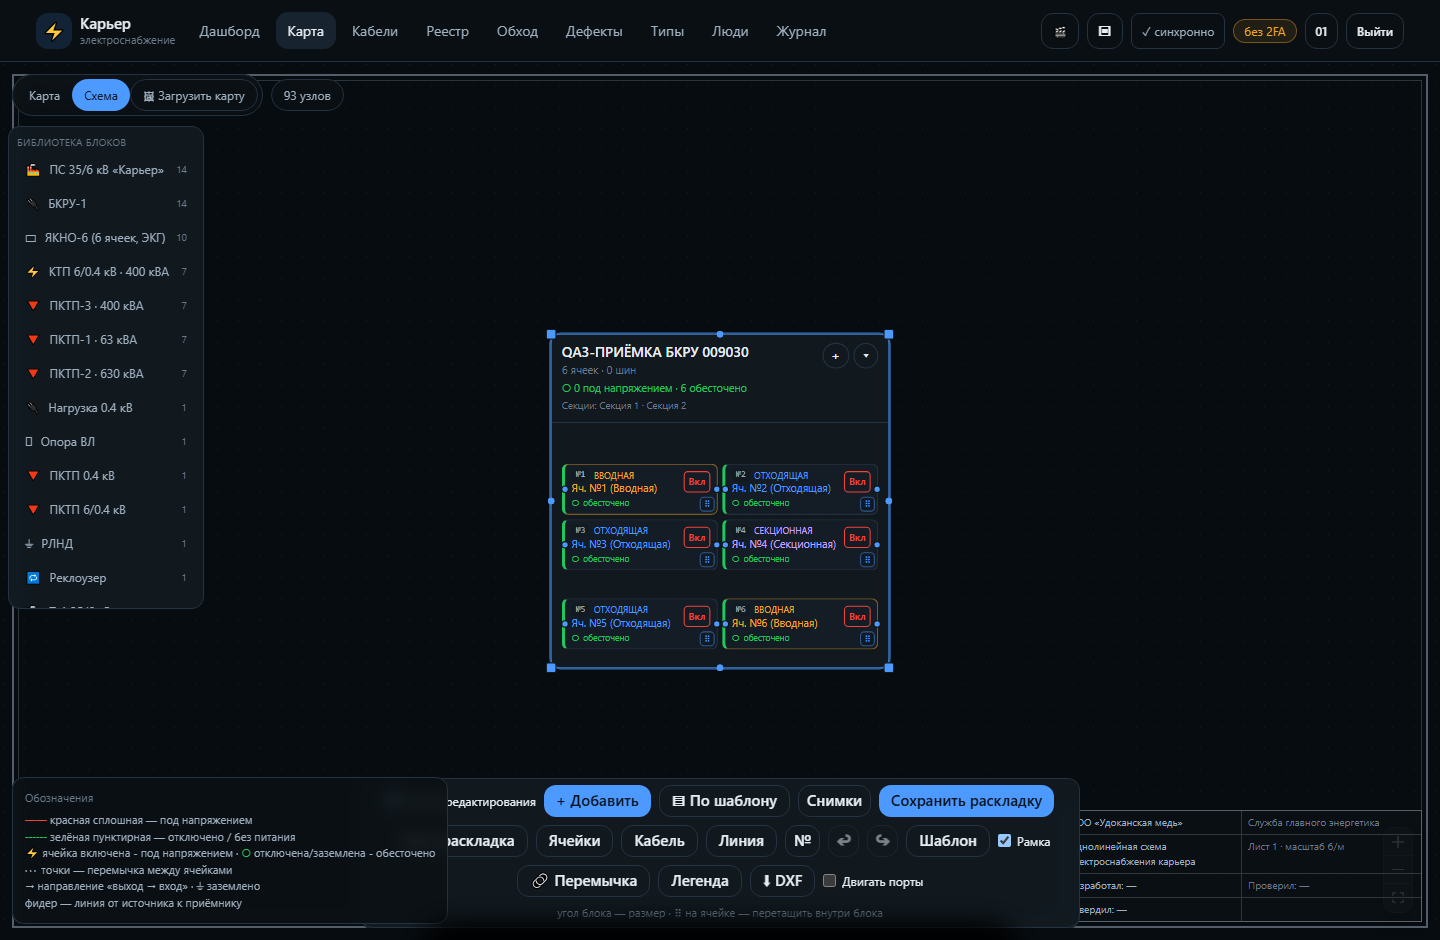 Карьер
электроснабжение
Дашборд
Карта
Кабели
Реестр
Обход
Дефекты
Типы
Люди
Журнал
✓ синхронно
без 2FA
01
Выйти
Карта
Схема
Загрузить карту
93 узлов
БИБЛИОТЕКА БЛОКОВ
ПС 35/6 кВ «Карьер» 14
БКРУ-1 14
ЯКНО-6 (6 ячеек, ЭКГ) 10
КТП 6/0.4 кВ · 400 кВА 7
ПКТП-3 · 400 кВА 7
ПКТП-1 · 63 кВА 7
ПКТП-2 · 630 кВА 7
Нагрузка 0.4 кВ 1
Опора ВЛ 1
ПКТП 0.4 кВ 1
ПКТП 6/0.4 кВ 1
РЛНД 1
Реклоузер 1
QA3-ПРИЁМКА БКРУ 009030
6 ячеек · 0 шин
0 под напряжением · 6 обесточено
Секции: Секция 1 · Секция 2
№1 ВВОДНАЯ
Яч. №1 (Вводная)
обесточено
Вкл
№2 ОТХОДЯЩАЯ
Яч. №2 (Отходящая)
обесточено
Вкл
№3 ОТХОДЯЩАЯ
Яч. №3 (Отходящая)
обесточено
Вкл
№4 СЕКЦИОННАЯ
Яч. №4 (Секционная)
обесточено
Вкл
№5 ОТХОДЯЩАЯ
Яч. №5 (Отходящая)
обесточено
Вкл
№6 ВВОДНАЯ
Яч. №6 (Вводная)
обесточено
Вкл
Обозначения
красная сплошная — под напряжением
зелёная пунктирная — отключено / без питания
ячейка включена - под напряжением · отключена/заземлена - обесточено
точки — перемычка между ячейками
→ направление «выход → вход» · ⏚ заземлено
фидер — линия от источника к приёмнику
редактирования
+ Добавить
По шаблону
Снимки
Сохранить раскладку
раскладка
Ячейки
Кабель
Линия
№
Шаблон
Рамка
Перемычка
Легенда
⬇ DXF
Двигать порты
угол блока — размер · ⠿ на ячейке — перетащить внутри блока
ОО «Удоканская медь»
Служба главного энергетика
днолинейная схема
ектроснабжения карьера
Лист 1 · масштаб б/м
зработал: —
Проверил: —
вердил: —